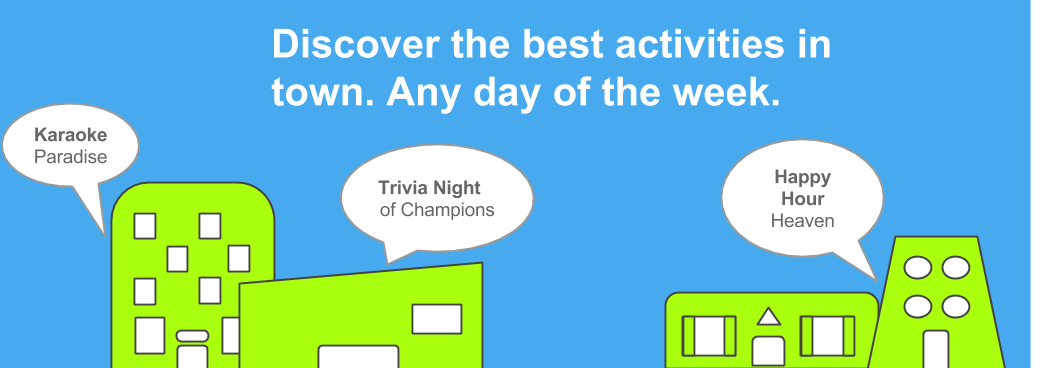 Discover the best activities in
town. Any day of the week.
Karaoke
Paradise
Trivia Night
of Champions
Happy
Hour
Heaven